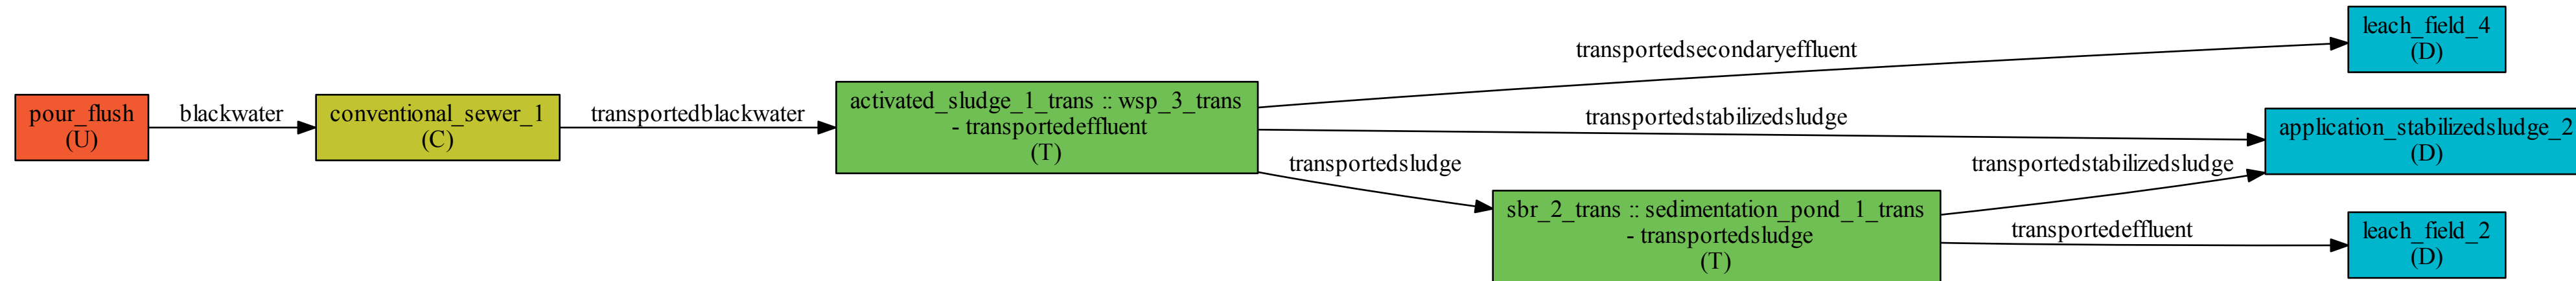 pour_flush
(U)
blackwater
conventional_sewer_1
(C)
transportedblackwater
activated_sludge_1_trans :: wsp_3_trans
- transportedeffluent
(T)
transportedsecondaryeffluent
transportedstabilizedsludge
transportedsludge
sbr_2_trans :: sedimentation_pond_1_trans
- transportedsludge
(T)
transportedstabilizedsludge
transportedeffluent
leach_field_4
(D)
application_stabilizedsludge_2
(D)
leach_field_2
(D)